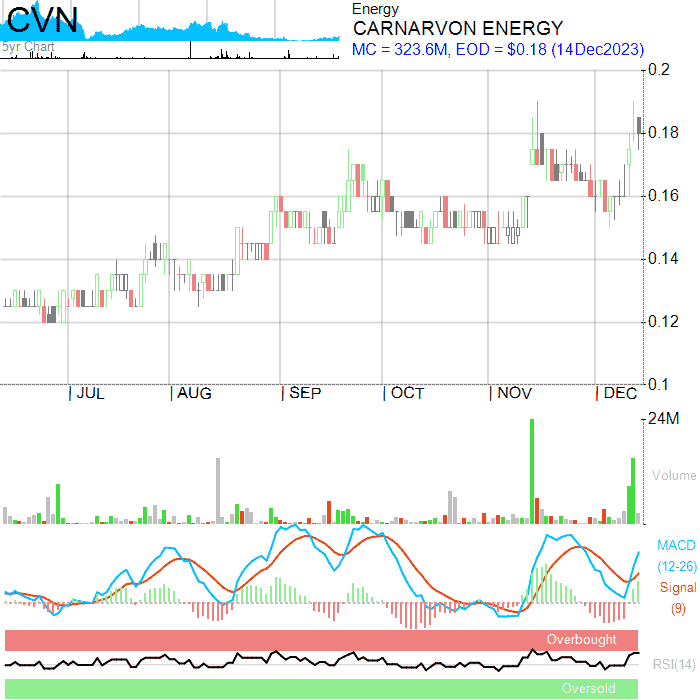 CVN
5yr Chart
Energy
CARNARVON ENERGY
MC = 323.6M, EOD = $0.18 (14Dec2023)
0.2
0.18
0.16
0.14
0.12
0.1
JUL AUG SEP OCT NOV DEC
24M
Volume
MACD
(12-26)
Signal
(9)
Overbought
RSI(14)
Oversold